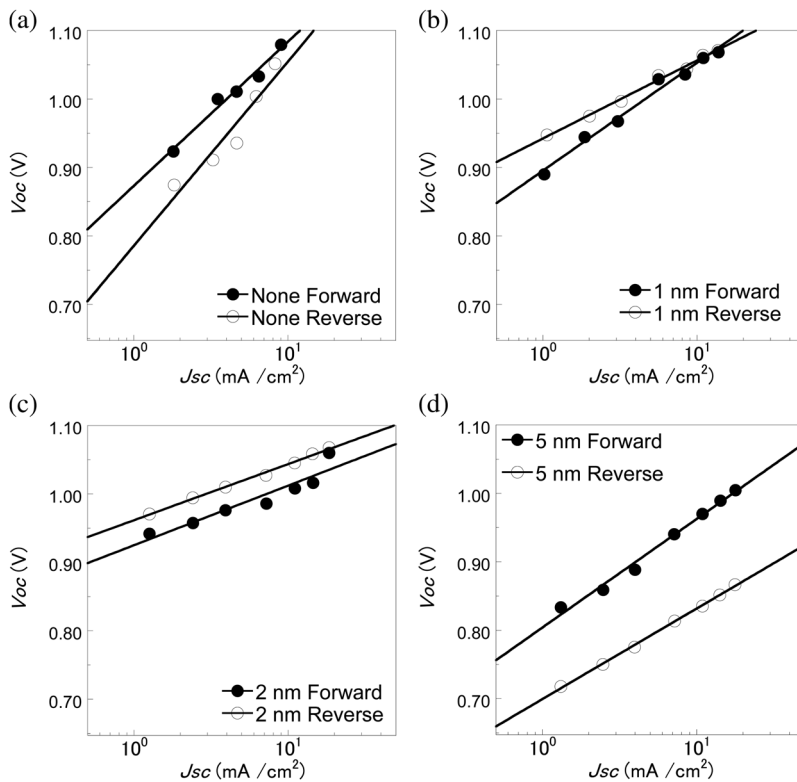 (a)
1.10
1.00
0.90
0.80
0.70
Voc (V)
None Forward
None Reverse
10⁰
10¹
Jsc (mA /cm²)
(b)
1.10
1.00
0.90
0.80
0.70
Voc (V)
1 nm Forward
1 nm Reverse
10⁰
10¹
Jsc (mA /cm²)
(c)
1.10
1.00
0.90
0.80
0.70
Voc (V)
2 nm Forward
2 nm Reverse
10⁰
10¹
Jsc (mA /cm²)
(d)
1.10
1.00
0.90
0.80
0.70
Voc (V)
5 nm Forward
5 nm Reverse
10⁰
10¹
Jsc (mA /cm²)